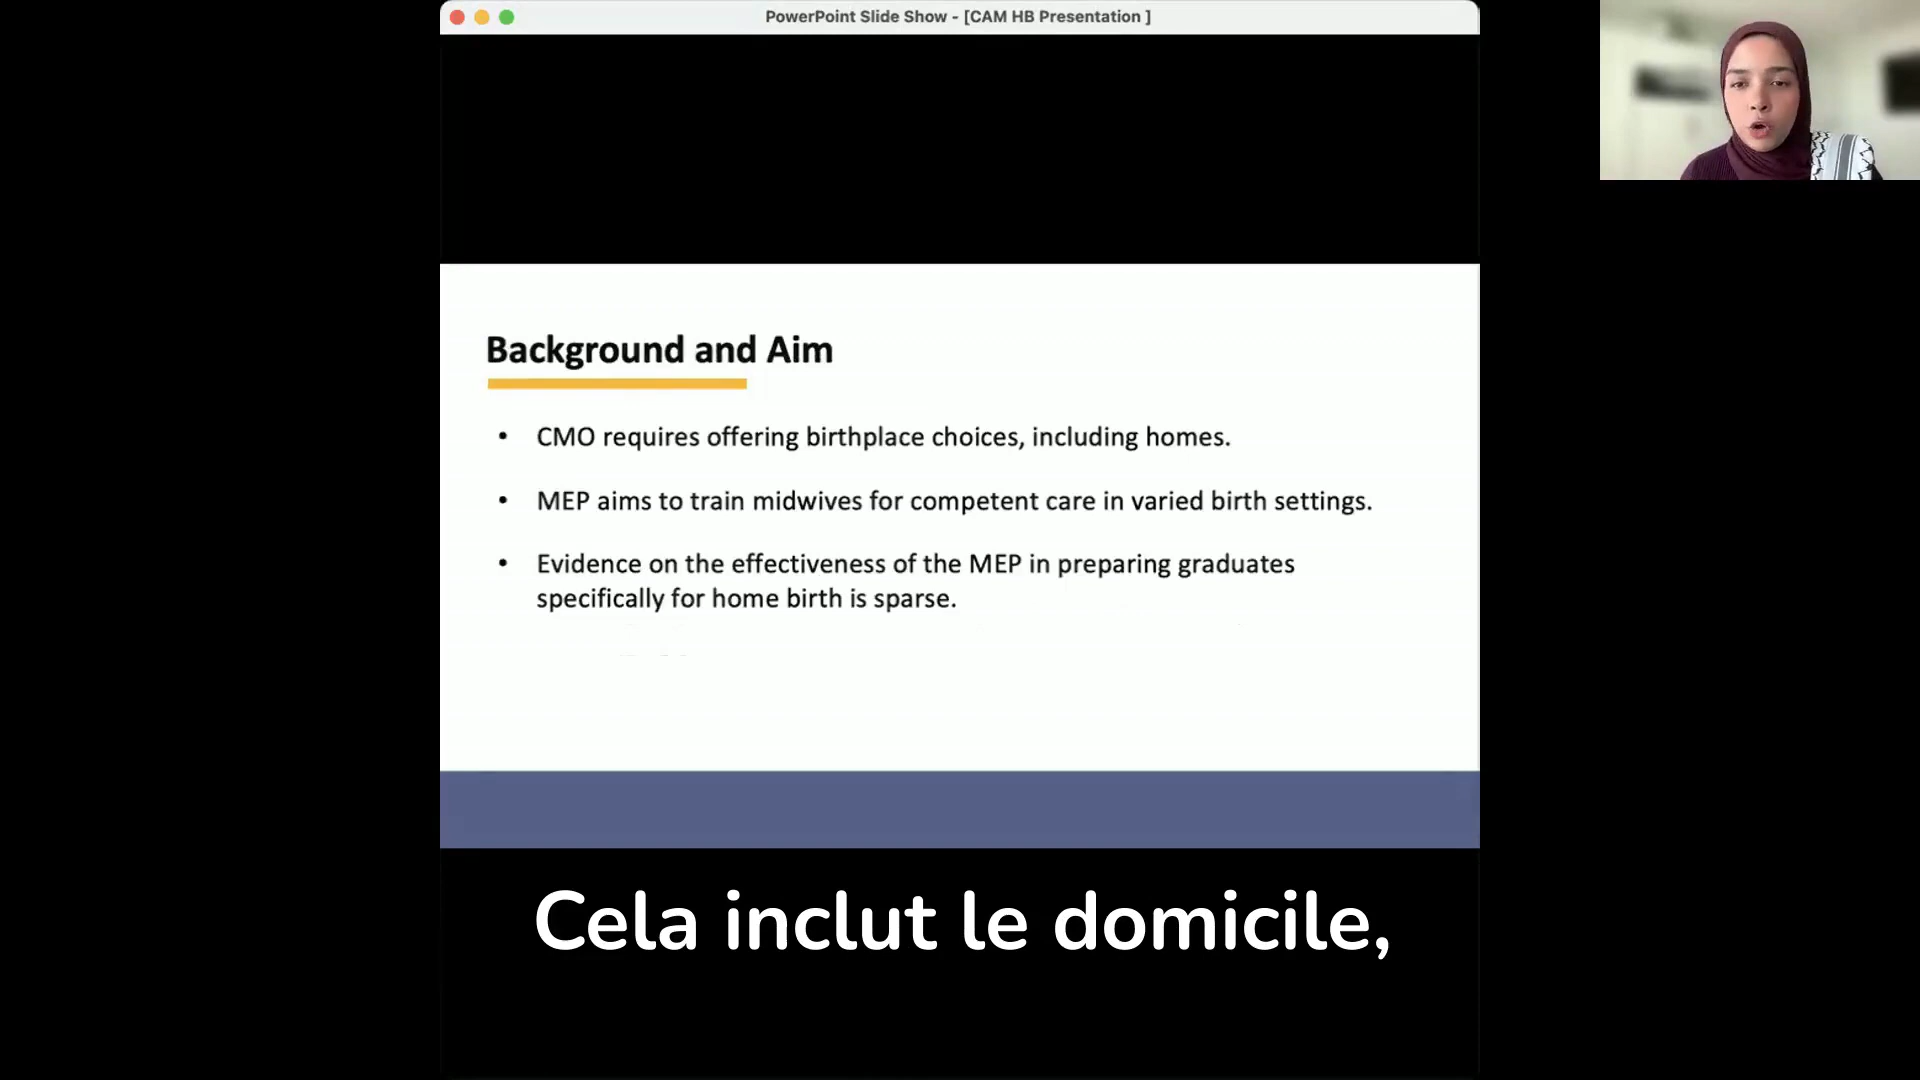 PowerPoint Slide Show - [CAM HB Presentation ]
Background and Aim
• CMO requires offering birthplace choices, including homes.
• MEP aims to train midwives for competent care in varied birth settings.
• Evidence on the effectiveness of the MEP in preparing graduates
specifically for home birth is sparse.
Cela inclut le domicile,